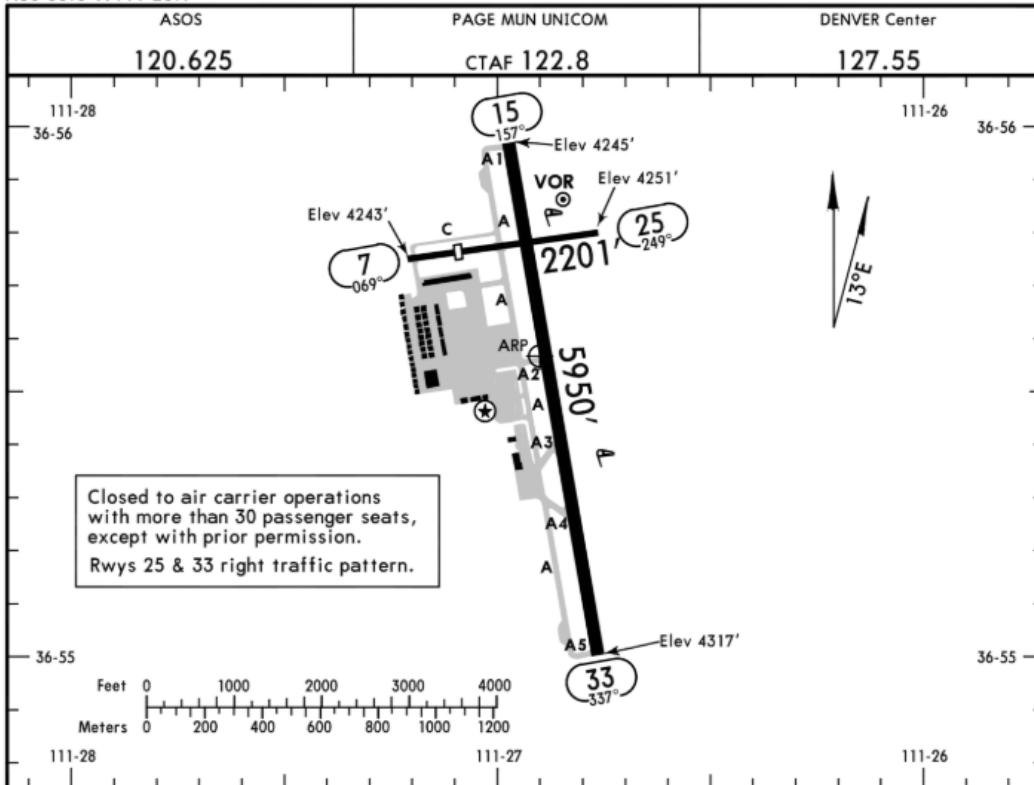 ASOS
120.625
PAGE MUN UNICOM
CTAF 122.8
DENVER Center
127.55
111-28
111-26
36-56
36-56
15
157°
Elev 4245'
A1
VOR
Elev 4251'
Elev 4243'
C
A
25
249°
7
069°
2201'
13°E
A
ARP
A2
5950'
A
A3
Closed to air carrier operations
with more than 30 passenger seats,
except with prior permission.
Rwys 25 & 33 right traffic pattern.
A4
A
A5
Elev 4317'
36-55
36-55
33
337°
Feet 0 1000 2000 3000 4000
Meters 0 200 400 600 800 1000 1200
111-28
111-27
111-26